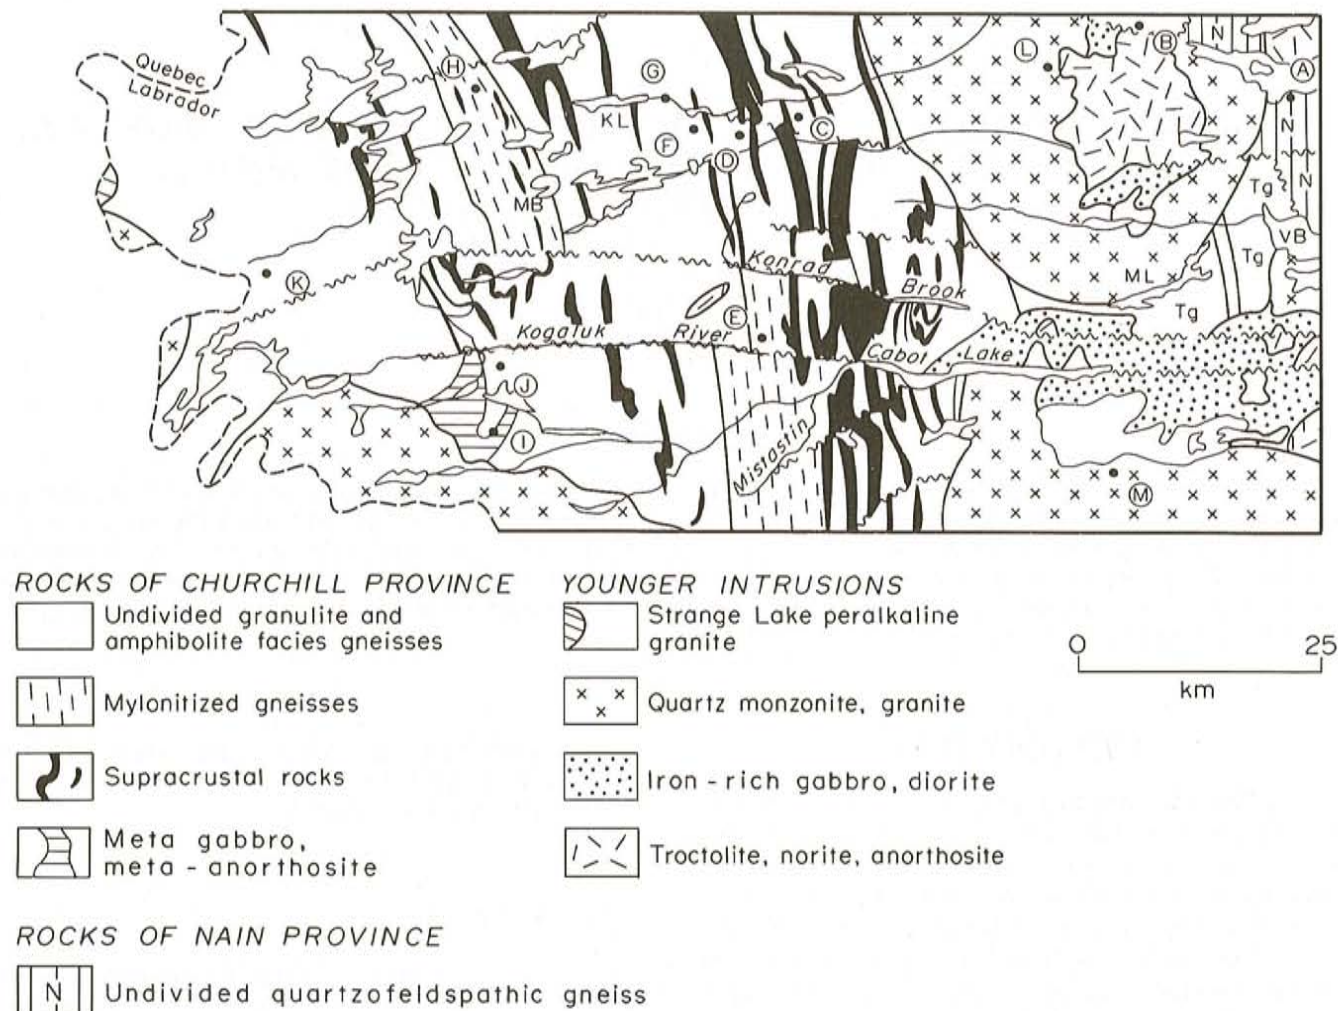 Quebec
Labrador
H
G
L
B
N
A
KL
F
C
D
N
Tg
N
MB
VB
K
Konrad
Brook
ML
Tg
Tg
E
Kogaluk River
Cabot Lake
J
I
Mistastin
M
ROCKS OF CHURCHILL PROVINCE
Undivided granulite and
amphibolite facies gneisses
Mylonitized gneisses
Supracrustal rocks
Meta gabbro,
meta - anorthosite
YOUNGER INTRUSIONS
Strange Lake peralkaline
granite
Quartz monzonite, granite
Iron - rich gabbro, diorite
Troctolite, norite, anorthosite
0 25
km
ROCKS OF NAIN PROVINCE
N
Undivided quartzofeldspathic gneiss